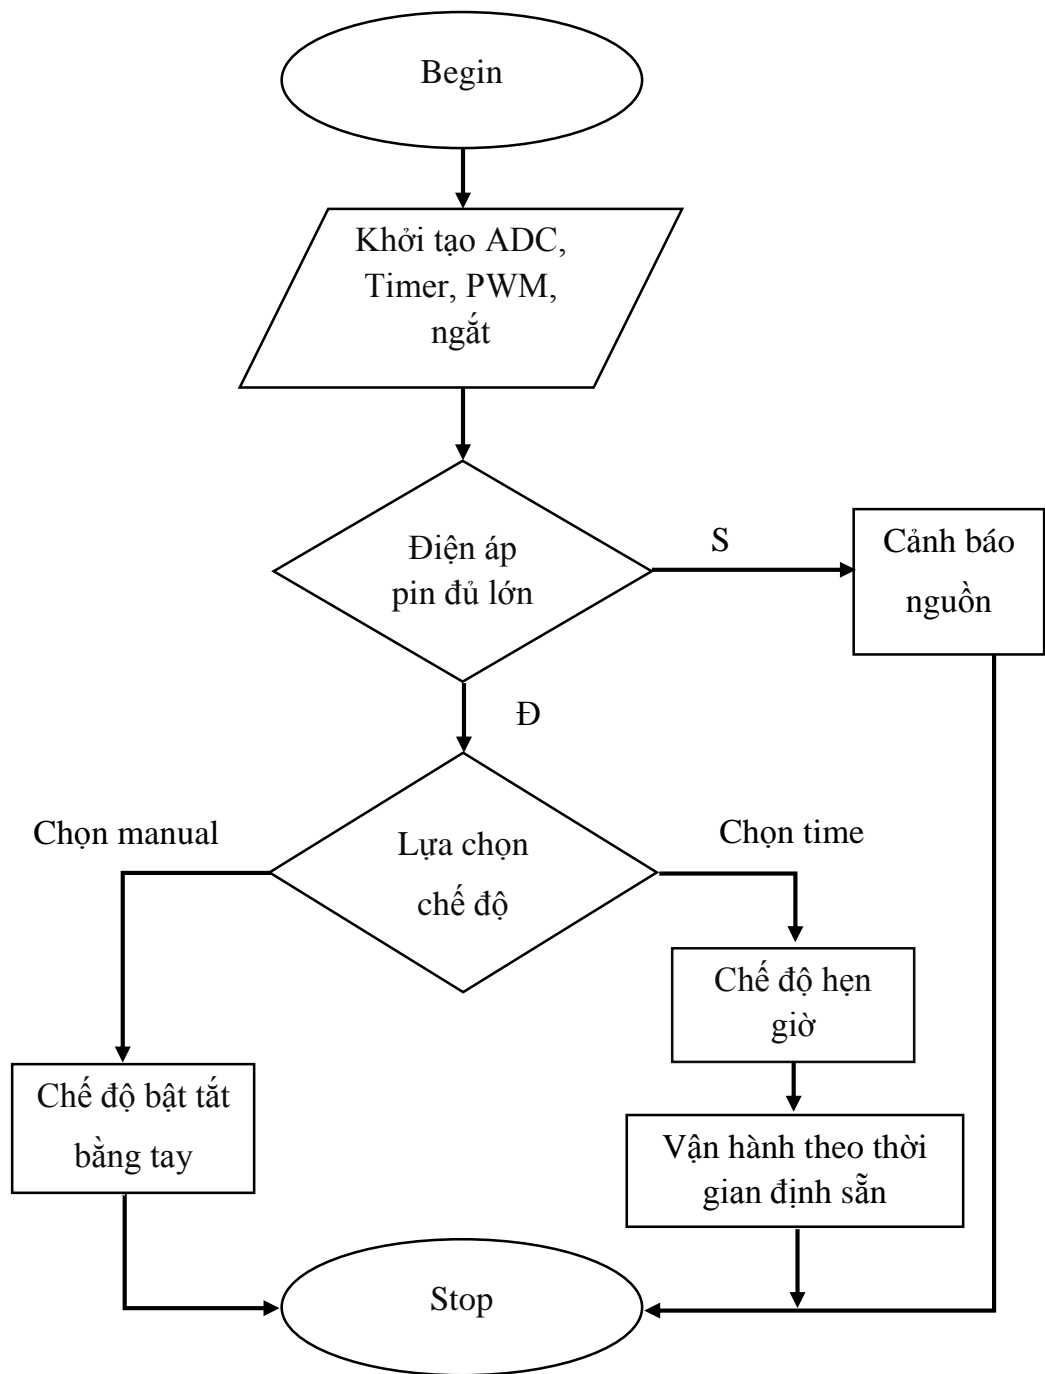 Begin
Khởi tạo ADC,
Timer, PWM,
ngắt
Điện áp
pin đủ lớn
S
Cảnh báo
nguồn
Đ
Chọn manual
Lựa chọn
chế độ
Chọn time
Chế độ hẹn
giờ
Chế độ bật tắt
bằng tay
Vận hành theo thời
gian định sẵn
Stop